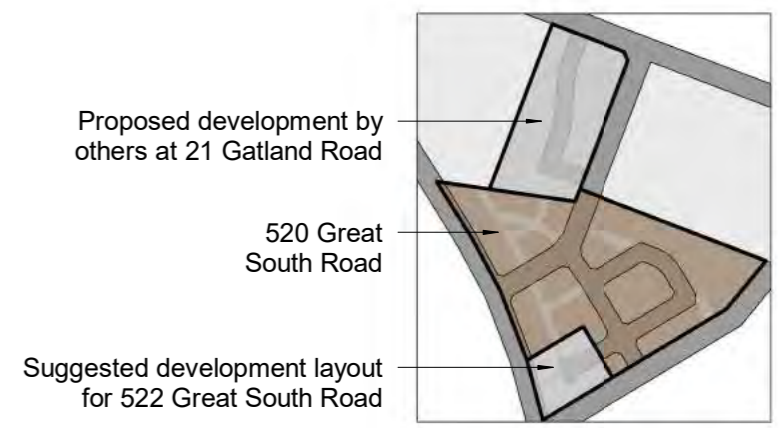 Proposed development by
others at 21 Gatland Road
520 Great
South Road
Suggested development layout
for 522 Great South Road